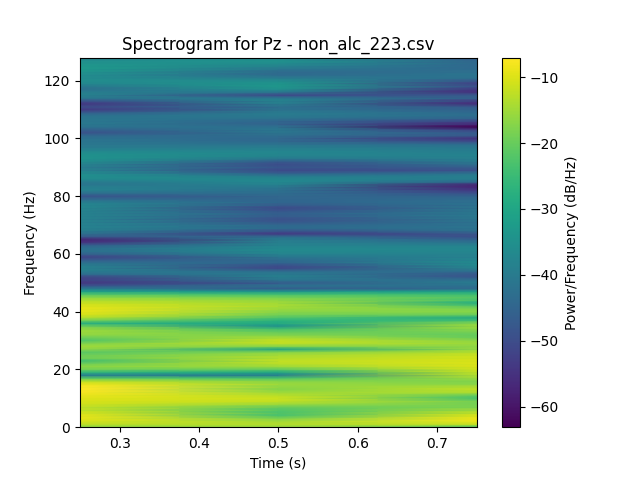 Spectrogram for Pz - non_alc_223.csv
120
100
80
60
40
20
0
Frequency (Hz)
0.3 0.4 0.5 0.6 0.7
Time (s)
−10
−20
−30
−40
−50
−60
Power/Frequency (dB/Hz)